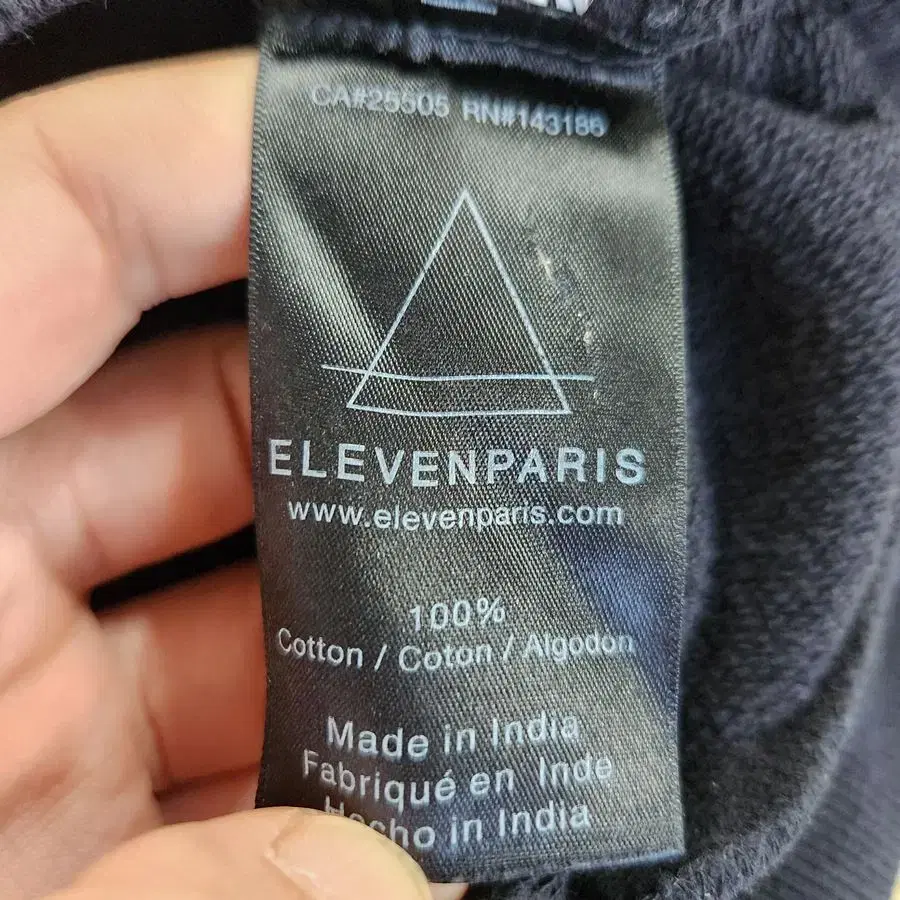 CA#25505 RN#143186
ELEVENPARIS
www.elevenparis.com
100%
Cotton / Coton / Algodon
Made in India
Fabriqué en Inde
Hecho in India